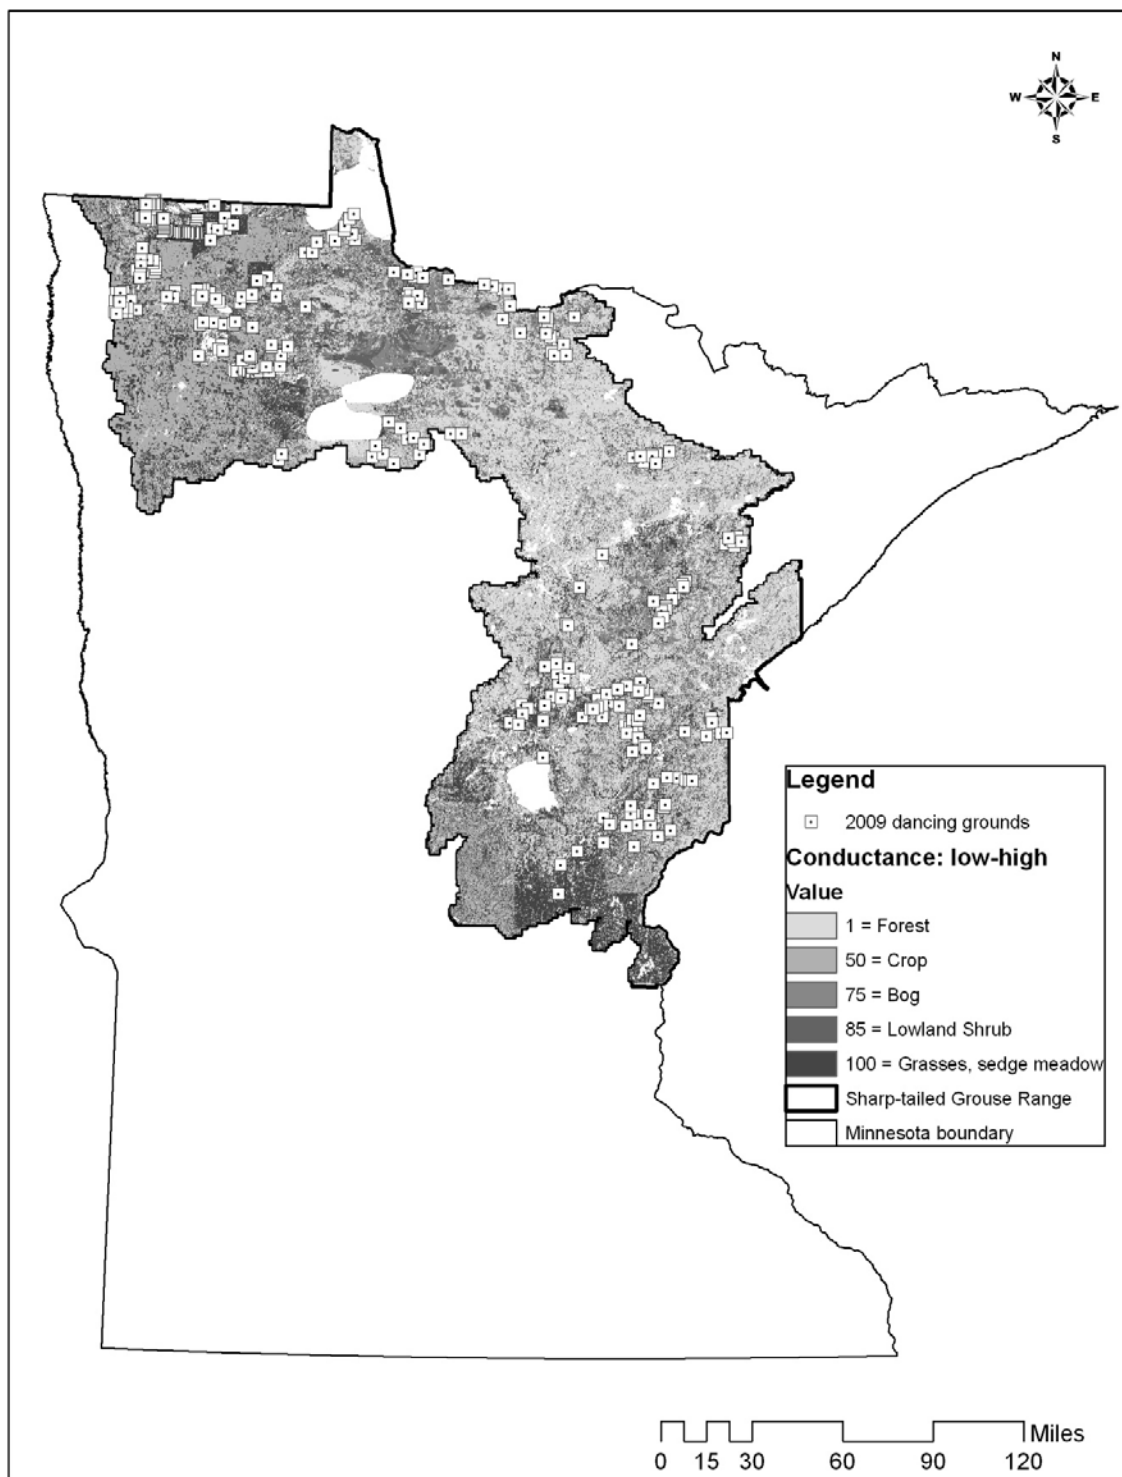 N
W E
S
Legend
2009 dancing grounds
Conductance: low-high
Value
1 = Forest
50 = Crop
75 = Bog
85 = Lowland Shrub
100 = Grasses, sedge meadow
Sharp-tailed Grouse Range
Minnesota boundary
Miles
0 15 30 60 90 120